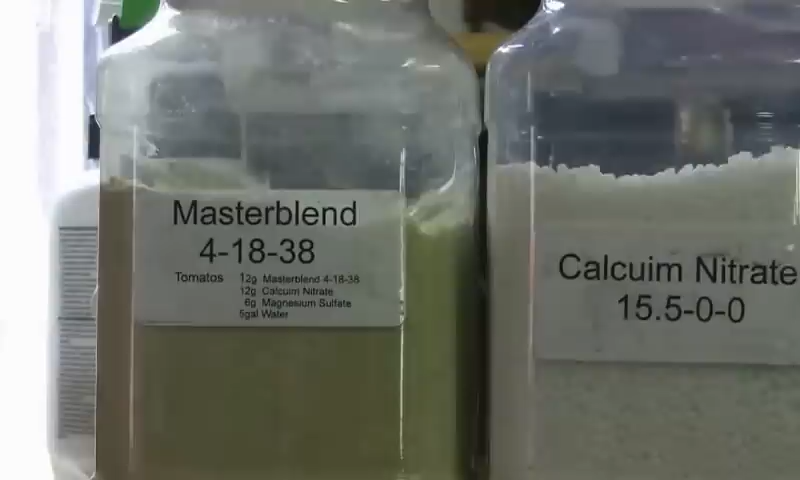 Masterblend
4-18-38
Tomatos 12g Masterblend 4-18-38
12g Calcuim Nitrate
6g Magnesium Sulfate
5gal Water
Calcuim Nitrate
15.5-0-0